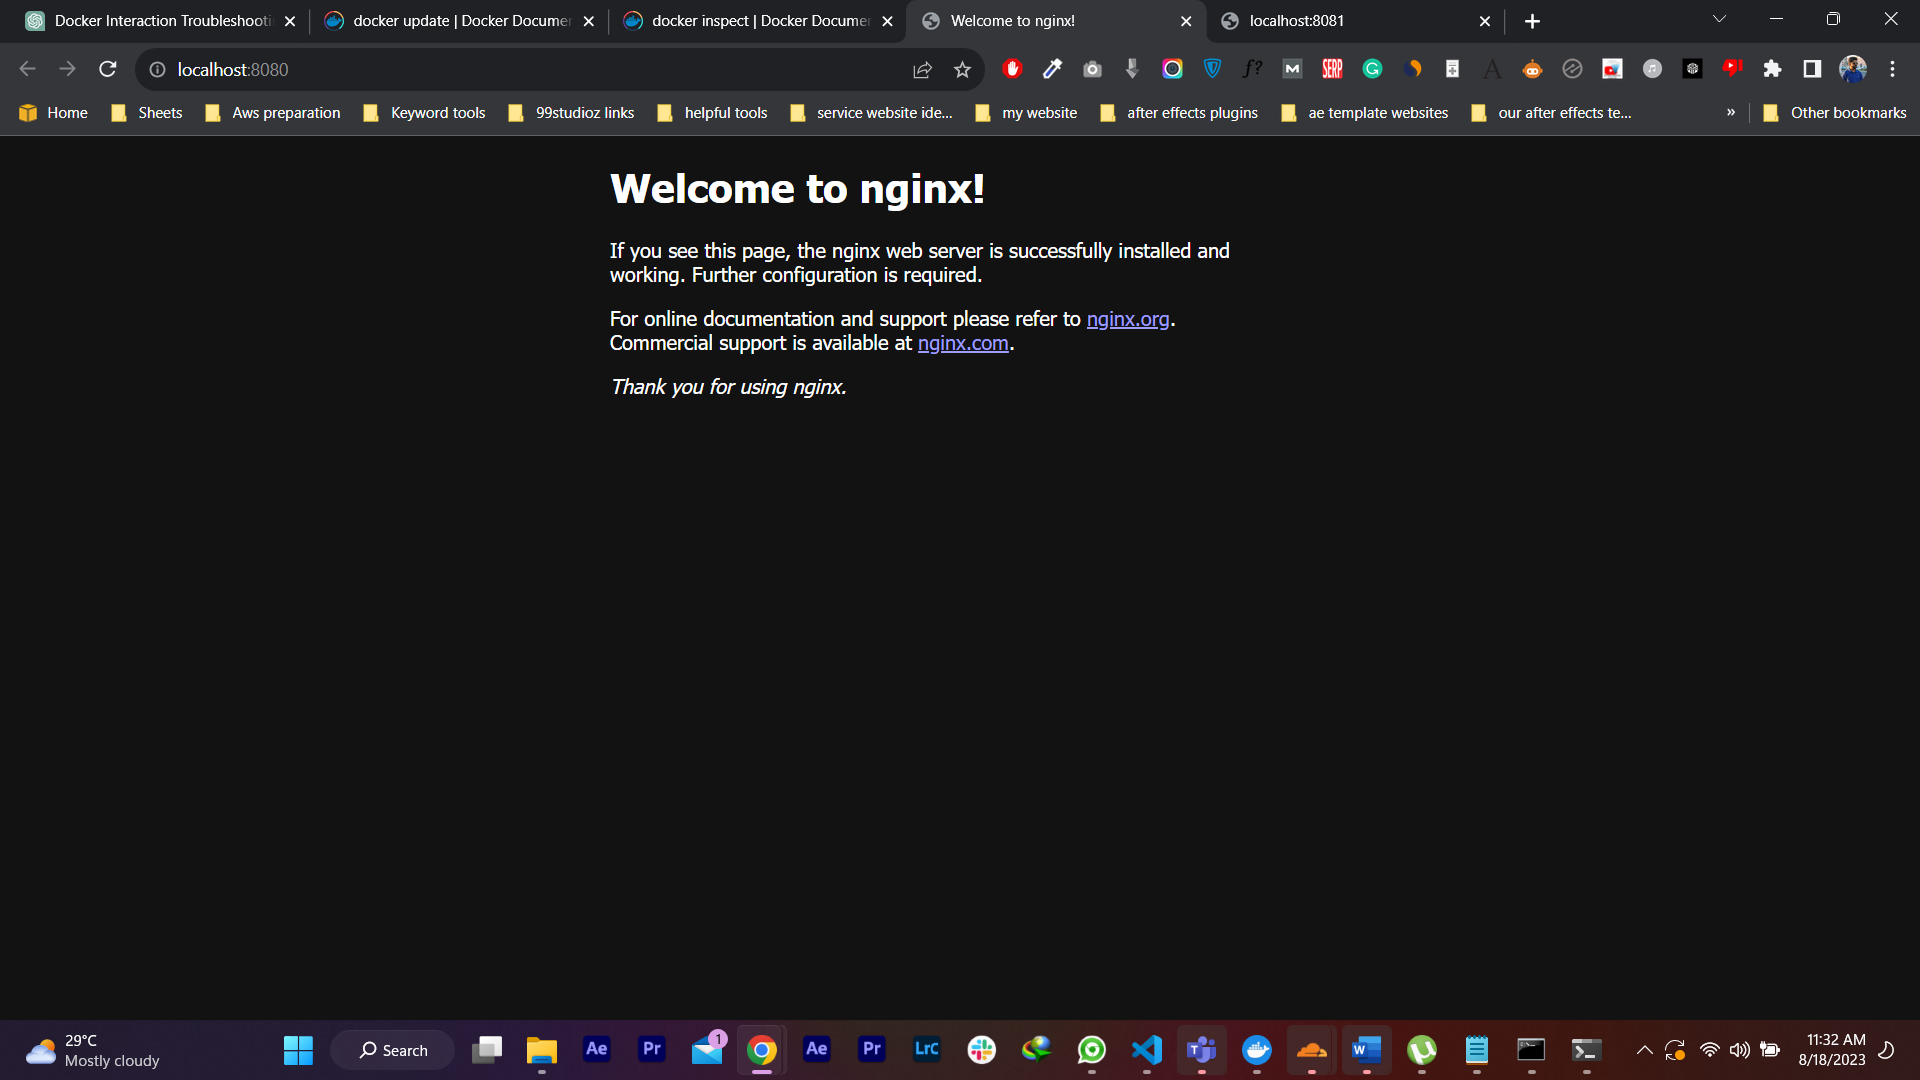 Docker Interaction Troubleshooti
docker update | Docker Documen
docker inspect | Docker Documen
Welcome to nginx!
localhost:8081
localhost:8080
f?
M
SERP
G
A
Home
Sheets
Aws preparation
Keyword tools
99studioz links
helpful tools
service website ide...
my website
after effects plugins
ae template websites
our after effects te...
»
Other bookmarks
Welcome to nginx!
If you see this page, the nginx web server is successfully installed and
working. Further configuration is required.
For online documentation and support please refer to nginx.org.
Commercial support is available at nginx.com.
Thank you for using nginx.
29°C
Mostly cloudy
Search
Ae
Pr
1
Ae
Pr
LrC
T
W
11:32 AM
8/18/2023